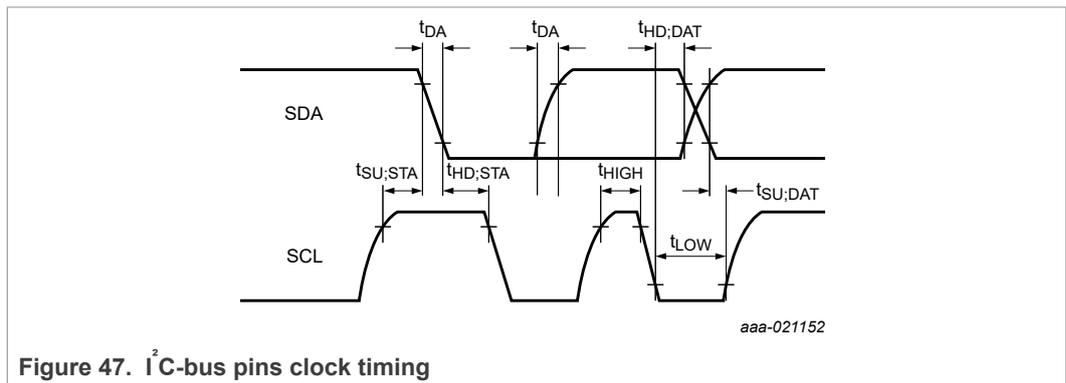 tDA tDA tHD;DAT
SDA
tSU;STA tHD;STA tHIGH tSU;DAT
tLOW
SCL
aaa-021152
Figure 47. I²C-bus pins clock timing